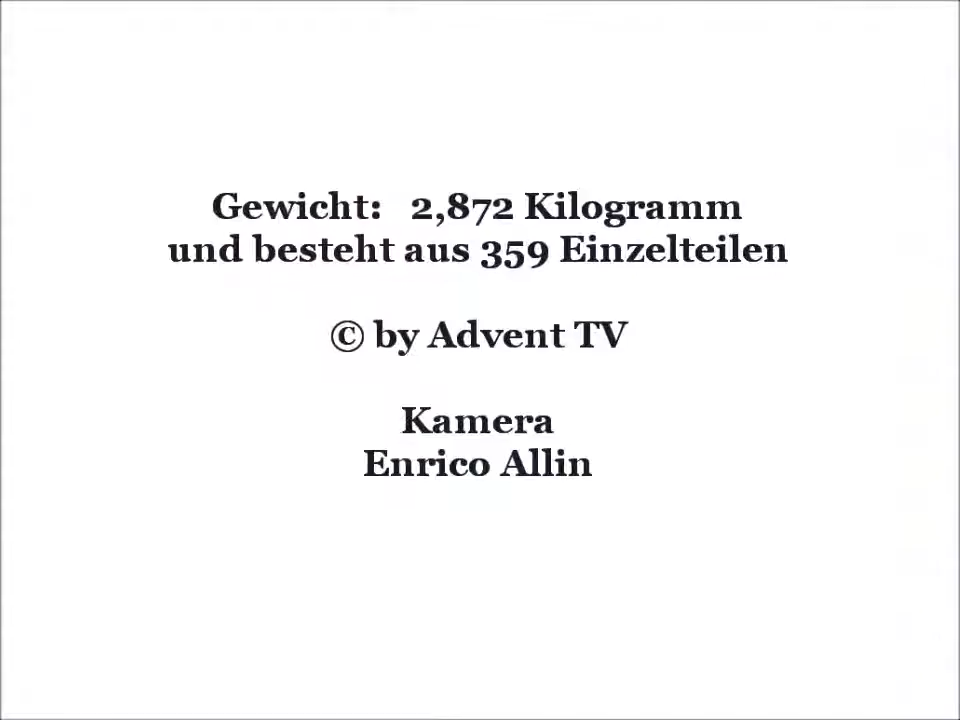 Gewicht: 2,872 Kilogramm
und besteht aus 359 Einzelteilen
© by Advent TV
Kamera
Enrico Allin